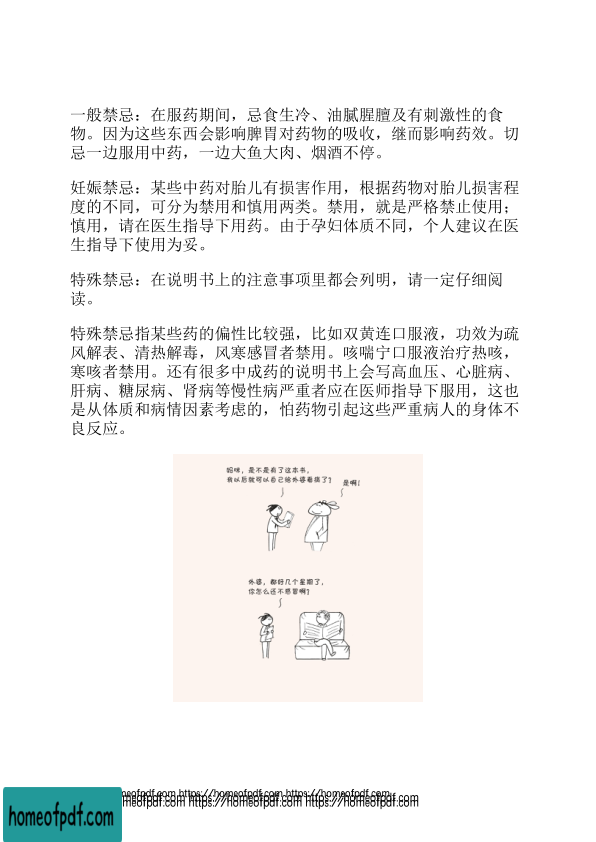 一般禁忌：在服药期间，忌食生冷、油腻腥膻及有刺激性的食
物。因为这些东西会影响脾胃对药物的吸收，继而影响药效。切
忌一边服用中药，一边大鱼大肉、烟酒不停。
妊娠禁忌：某些中药对胎儿有损害作用，根据药物对胎儿损害程
度的不同，可分为禁用和慎用两类。禁用，就是严格禁止使用；
慎用，请在医生指导下用药。由于孕妇体质不同，个人建议在医
生指导下使用为妥。
特殊禁忌：在说明书上的注意事项里都会列明，请一定仔细阅
读。
特殊禁忌指某些药的偏性比较强，比如双黄连口服液，功效为疏
风解表、清热解毒，风寒感冒者禁用。咳喘宁口服液治疗热咳，
寒咳者禁用。还有很多中成药的说明书上会写高血压、心脏病、
肝病、糖尿病、肾病等慢性病严重者应在医师指导下服用，这也
是从体质和病情因素考虑的，怕药物引起这些严重病人的身体不
良反应。
妈咪，是不是有了这本书，
我以后就可以自己给外婆看病了？
是啊！
外婆，都好几个星期了，
你怎么还不感冒啊？
homeofpdf.com https://homeofpdf.com https://homeofpdf.com
homeofpdf.com https://homeofpdf.com https://homeofpdf.com
homeofpdf.com